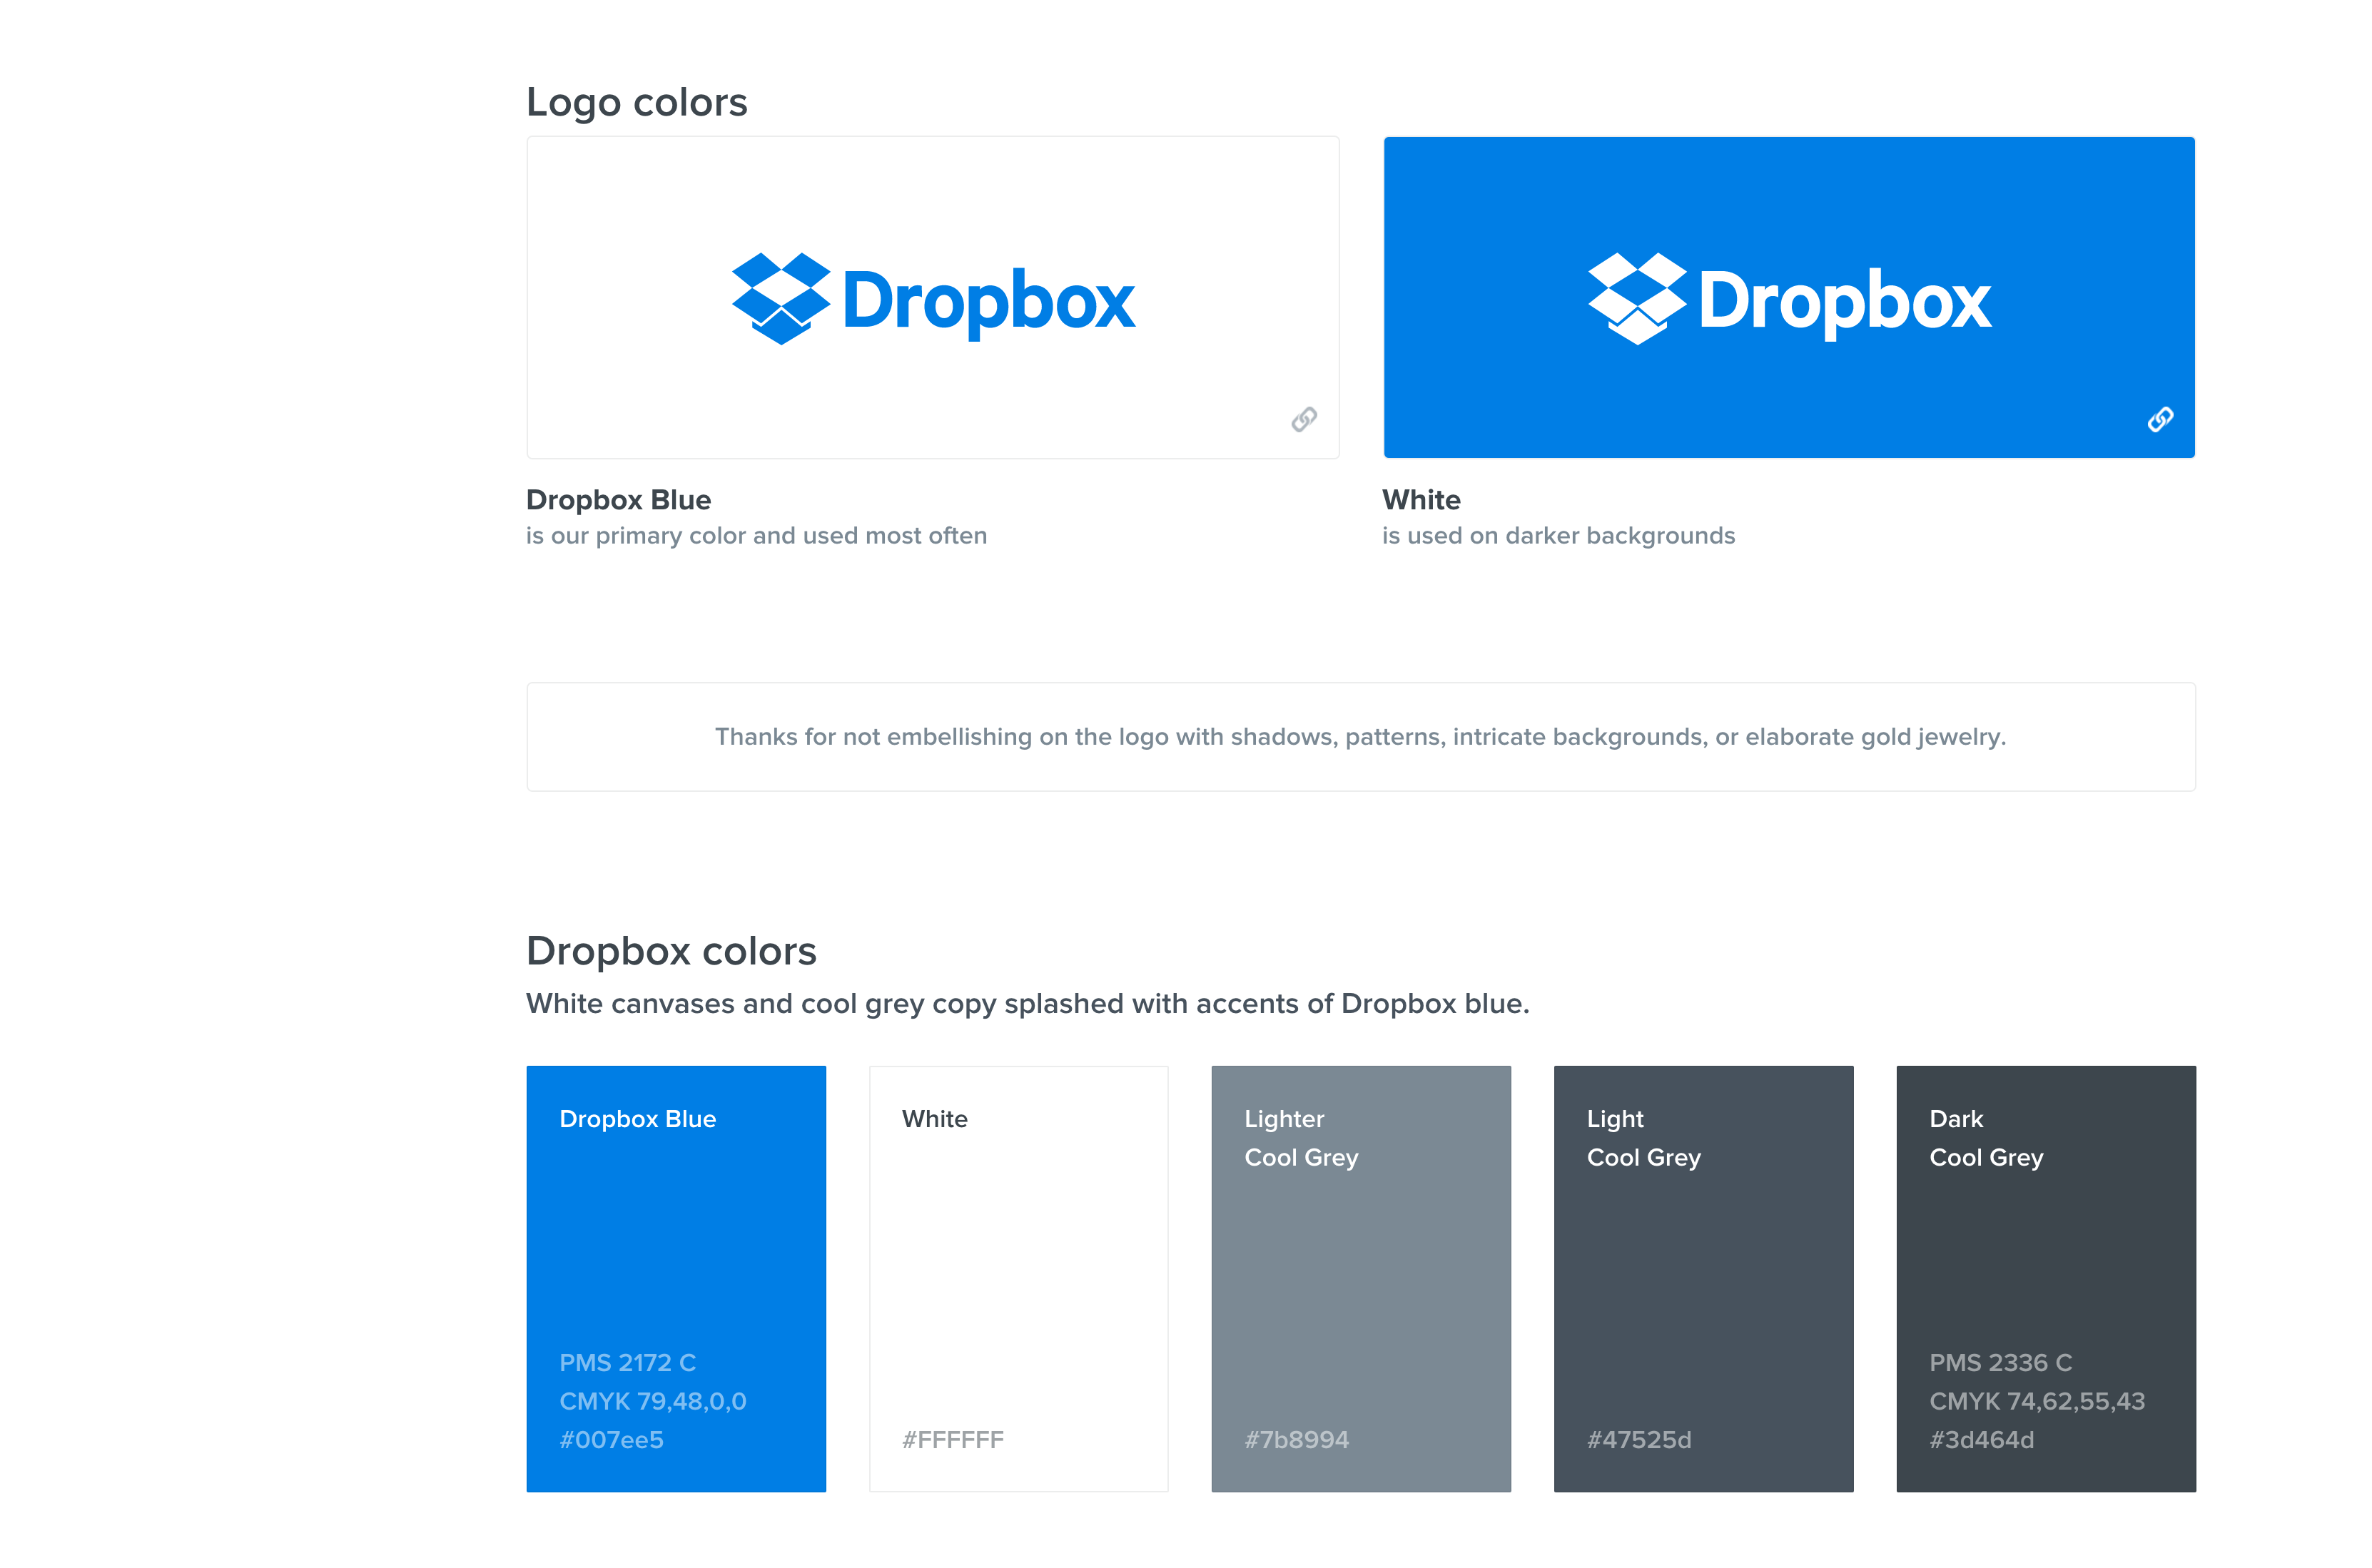 Logo colors
Dropbox
Dropbox
Dropbox Blue
is our primary color and used most often
White
is used on darker backgrounds
Thanks for not embellishing on the logo with shadows, patterns, intricate backgrounds, or elaborate gold jewelry.
Dropbox colors
White canvases and cool grey copy splashed with accents of Dropbox blue.
Dropbox Blue
PMS 2172 C
CMYK 79,48,0,0
#007ee5
White
#FFFFFF
Lighter
Cool Grey
#7b8994
Light
Cool Grey
#47525d
Dark
Cool Grey
PMS 2336 C
CMYK 74,62,55,43
#3d464d